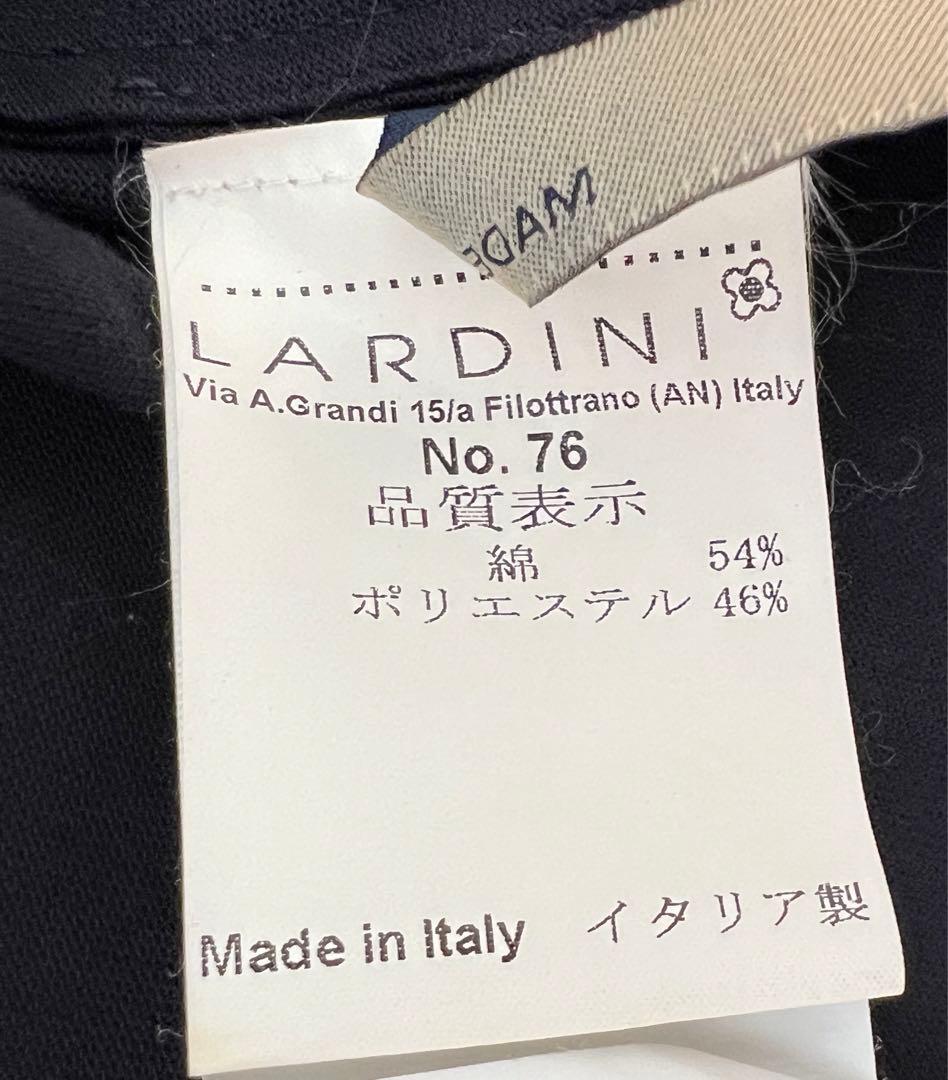 MADE
LARDINI
Via A.Grandi 15/a Filottrano (AN) Italy
No. 76
品質表示
綿 54%
ポリエステル 46%
Made in Italy イタリア製